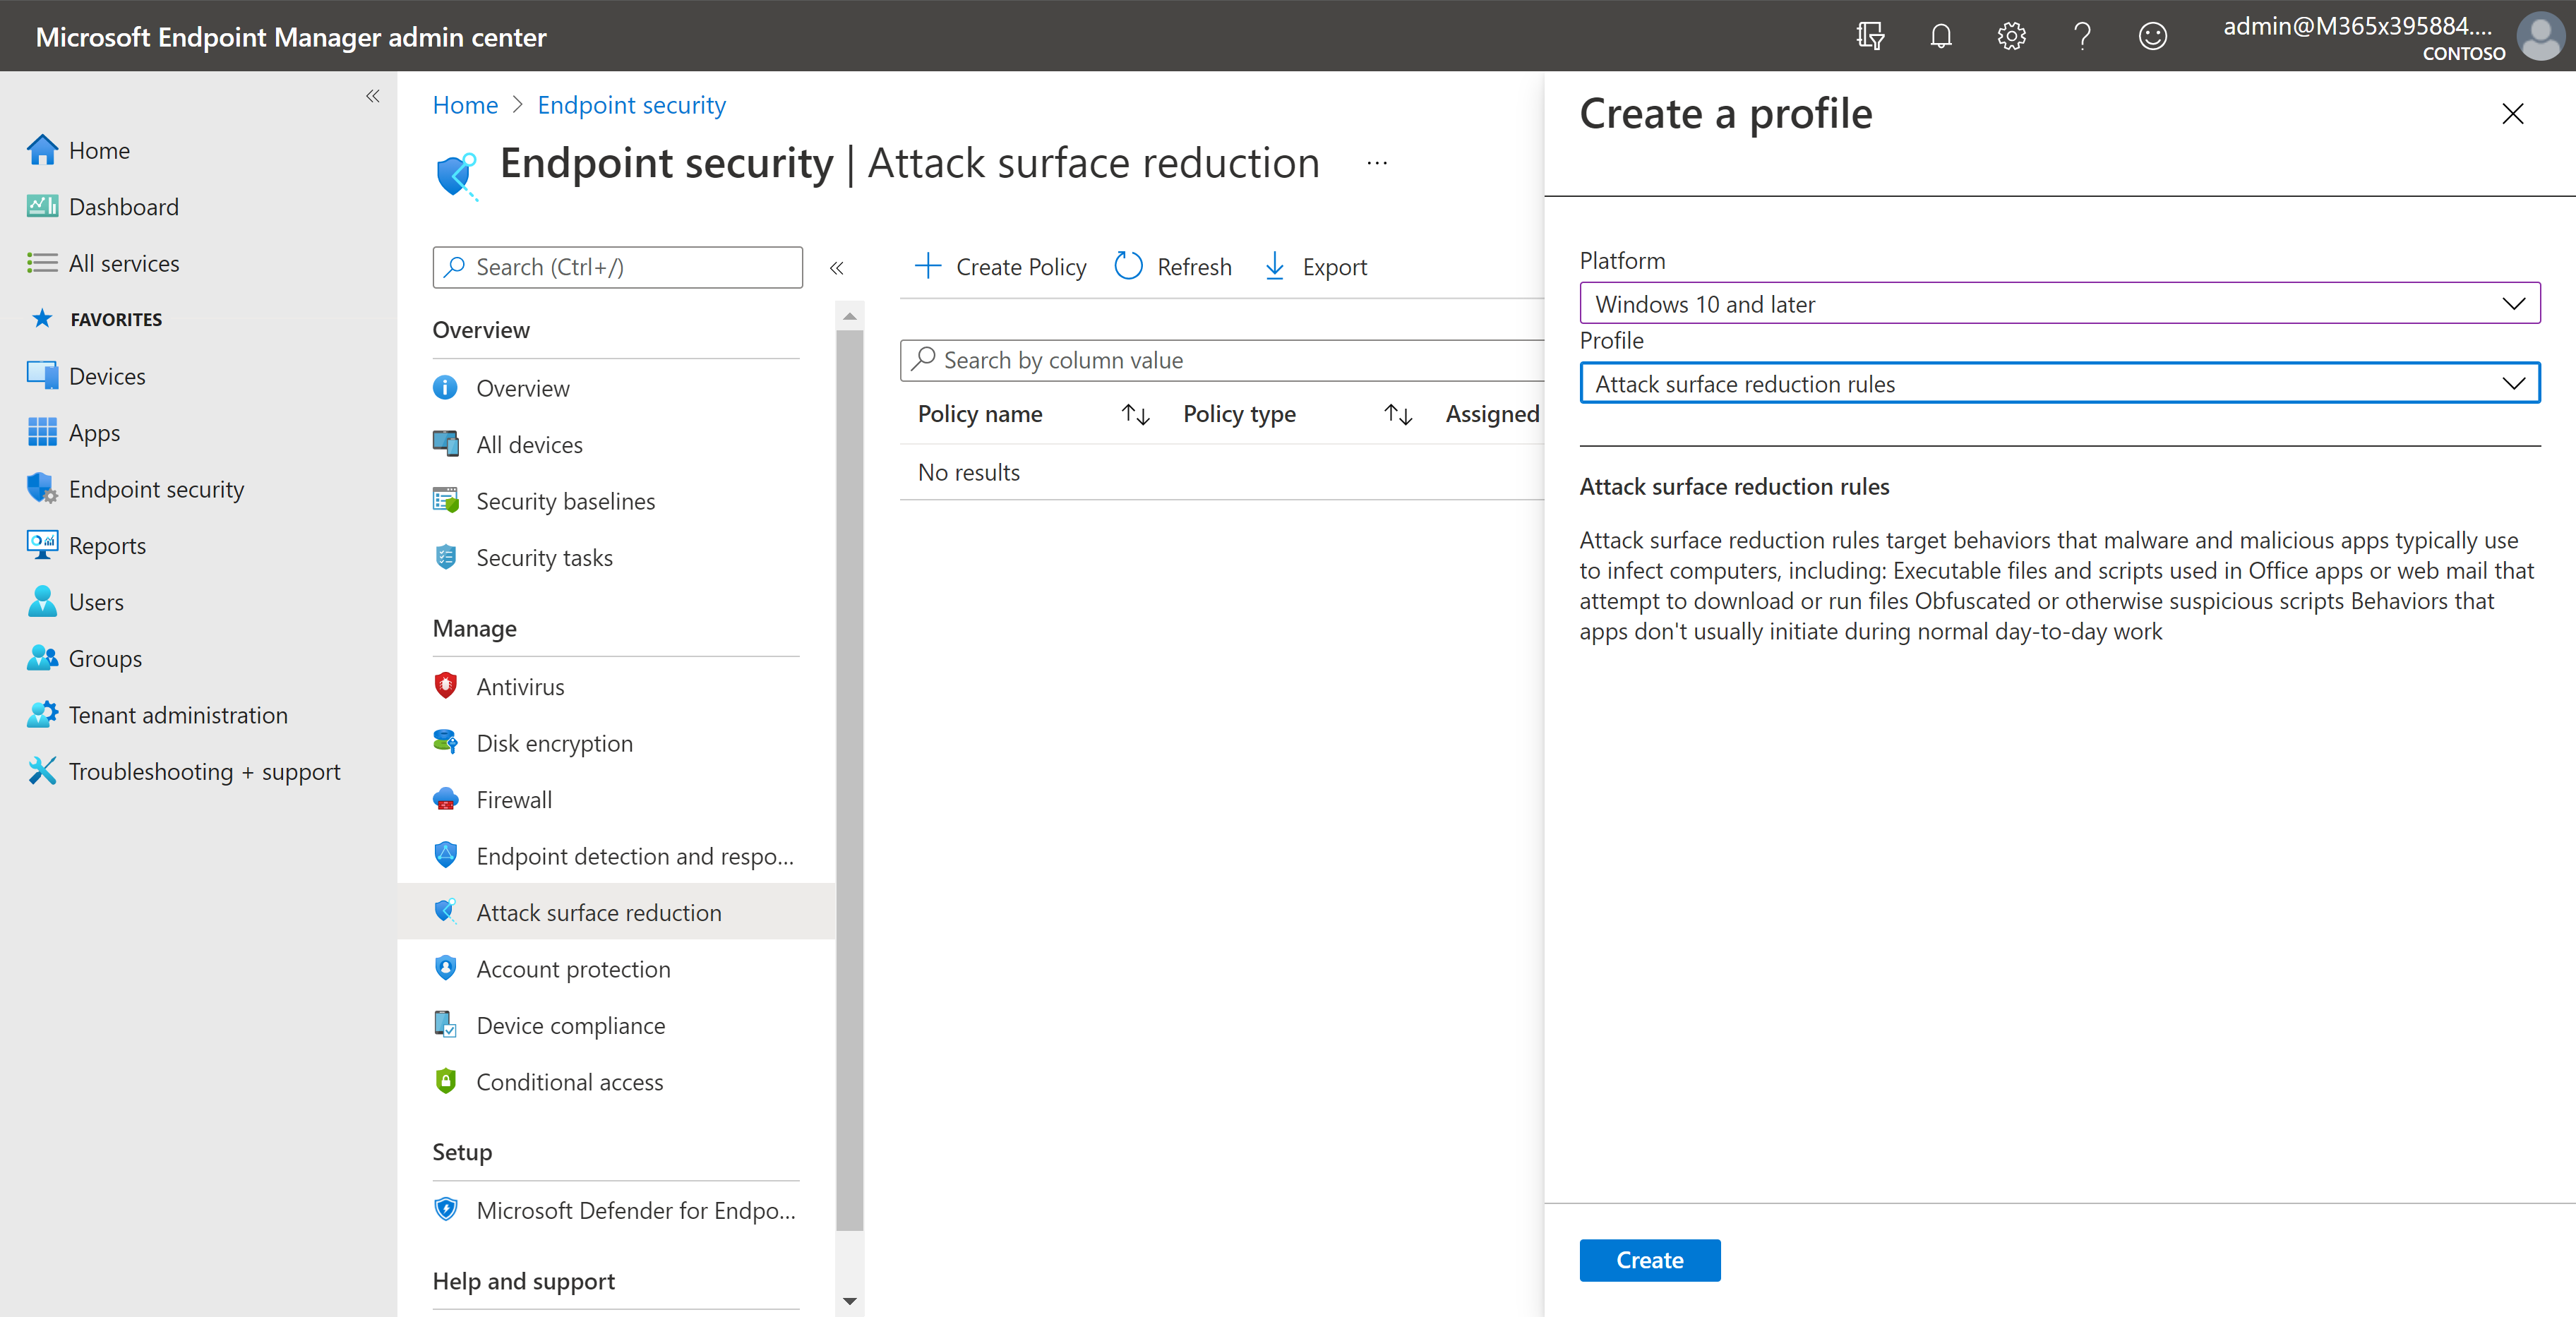 Microsoft Endpoint Manager admin center
admin@M365x395884....
CONTOSO
Home
Dashboard
All services
FAVORITES
Devices
Apps
Endpoint security
Reports
Users
Groups
Tenant administration
Troubleshooting + support
Home > Endpoint security
Endpoint security | Attack surface reduction ...
Search (Ctrl+/)
Overview
Overview
All devices
Security baselines
Security tasks
Manage
Antivirus
Disk encryption
Firewall
Endpoint detection and respo...
Attack surface reduction
Account protection
Device compliance
Conditional access
Setup
Microsoft Defender for Endpo...
Help and support
Create Policy Refresh Export
Search by column value
Policy name Policy type Assigned
No results
Create a profile
Platform
Windows 10 and later
Profile
Attack surface reduction rules
Attack surface reduction rules
Attack surface reduction rules target behaviors that malware and malicious apps typically use
to infect computers, including: Executable files and scripts used in Office apps or web mail that
attempt to download or run files Obfuscated or otherwise suspicious scripts Behaviors that
apps don't usually initiate during normal day-to-day work
Create